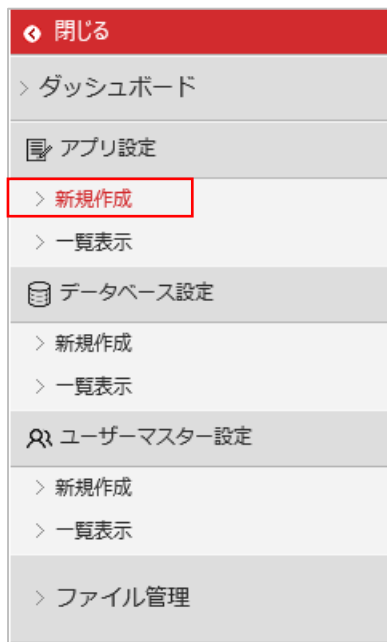 閉じる
ダッシュボード
アプリ設定
新規作成
一覧表示
データベース設定
新規作成
一覧表示
ユーザーマスター設定
新規作成
一覧表示
ファイル管理